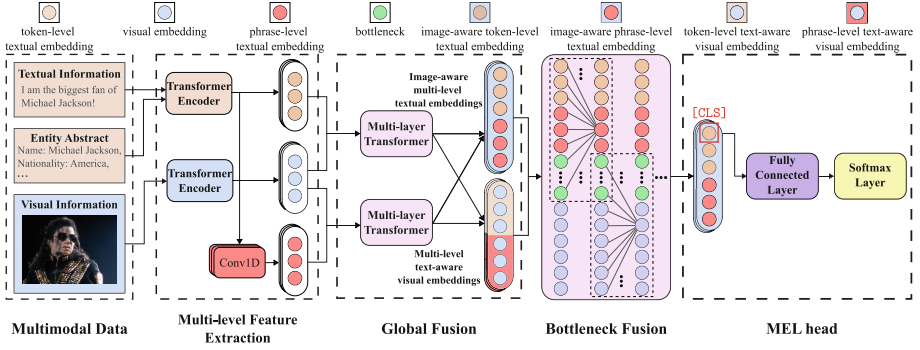 token-level
textual embedding
visual embedding
phrase-level
textual embedding
bottleneck
image-aware token-level
textual embedding
image-aware phrase-level
textual embedding
token-level text-aware
visual embedding
phrase-level text-aware
visual embedding
Textual Information
I am the biggest fan of
Michael Jackson!
Entity Abstract
Name: Michael Jackson,
Nationality: America,
...
Visual Information
Multimodal Data
Transformer
Encoder
Transformer
Encoder
Conv1D
Multi-level Feature
Extraction
Image-aware
multi-level
textual embeddings
Multi-layer
Transformer
Multi-layer
Transformer
Multi-level
text-aware
visual embeddings
Global Fusion
Bottleneck Fusion
[CLS]
Fully
Connected
Layer
Softmax
Layer
MEL head